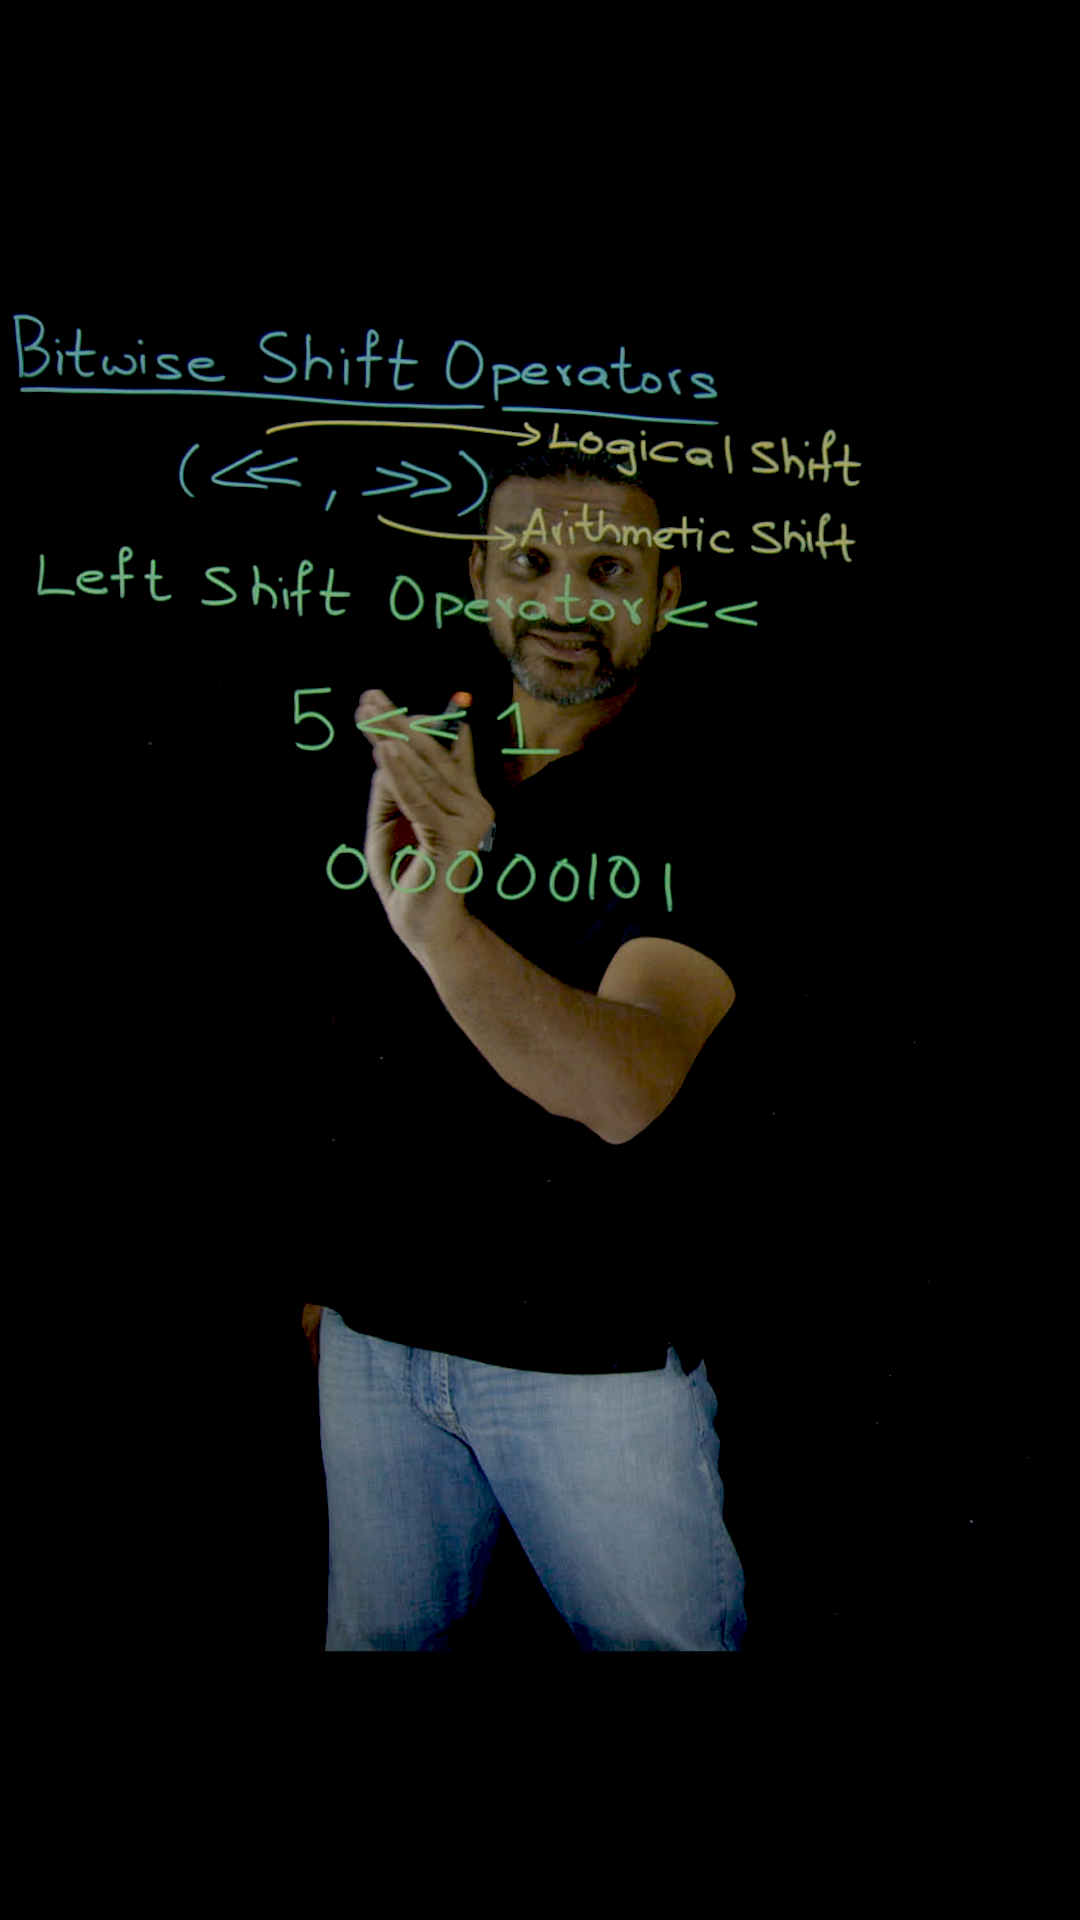 Bitwise Shift Operators
Logical Shift
(<<, >>)
Arithmetic Shift
Left Shift Operator <<
5 << 1
00000101